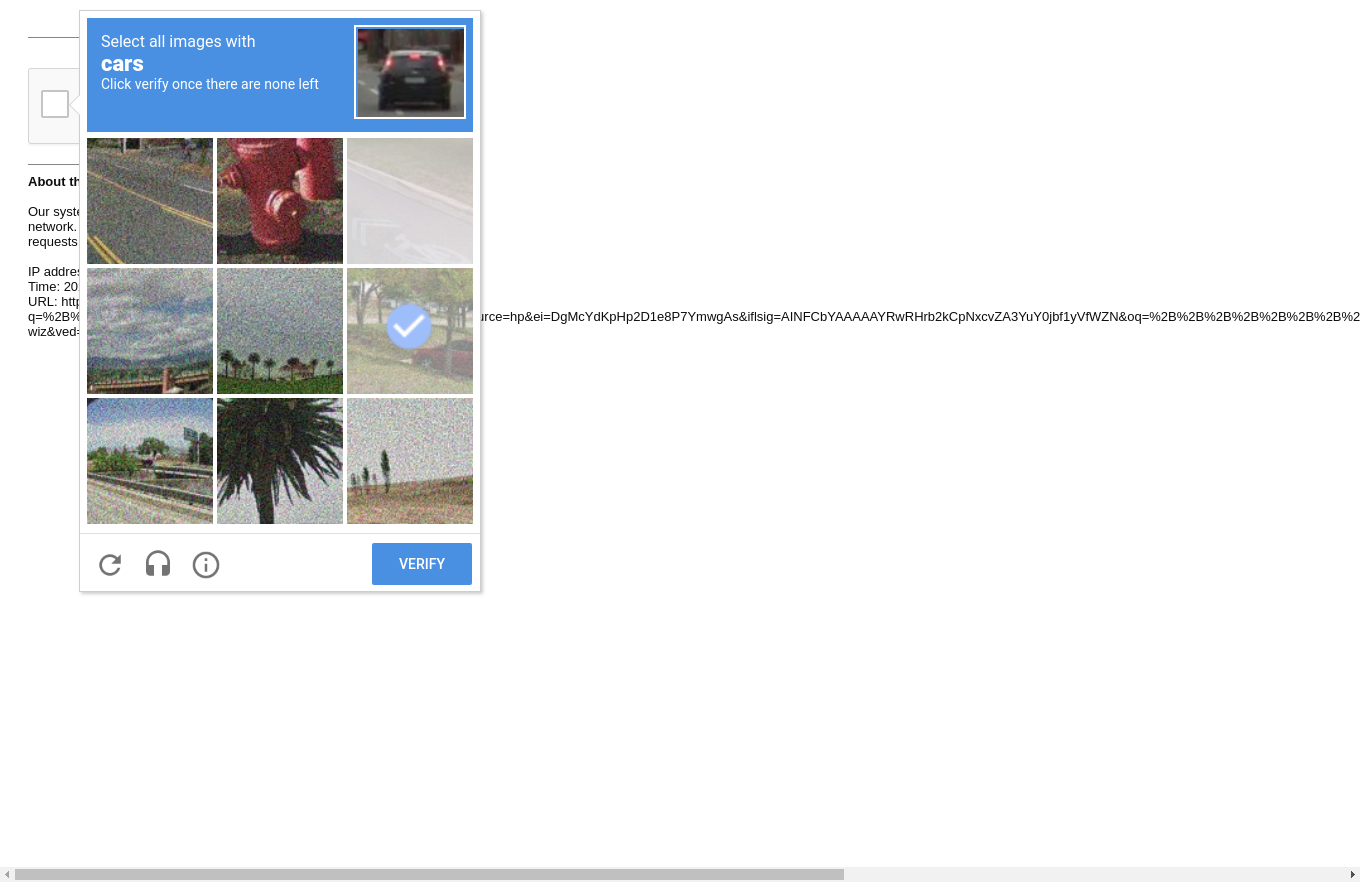 Select all images with
cars
Click verify once there are none left
About th
Our syste
network.
requests
IP addres
Time: 20
URL: http
q=%2B% urce=hp&ei=DgMcYdKpHp2D1e8P7YmwgAs&iflsig=AINFCbYAAAAAYRwRHrb2kCpNxcvZA3YuY0jbf1yVfWZN&oq=%2B%2B%2B%2B%2B%2B%2B%2B%2
wiz&ved=
VERIFY